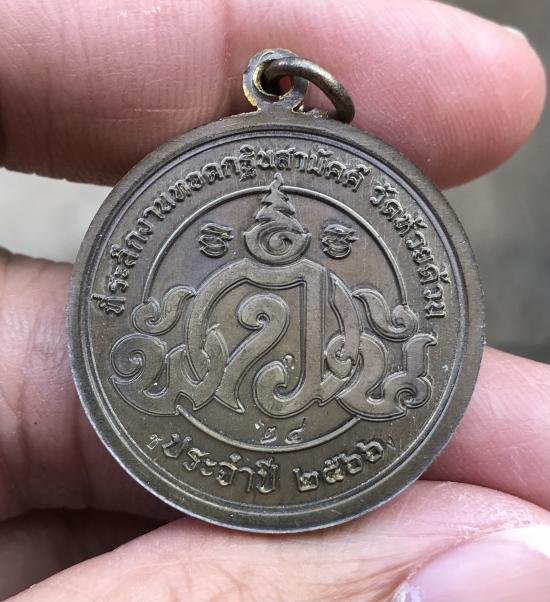 ที่ระลึกงานทอดกฐินสามัคคี วัดห้วยด้วน
๒๔
ประจำปี ๒๕๖๖